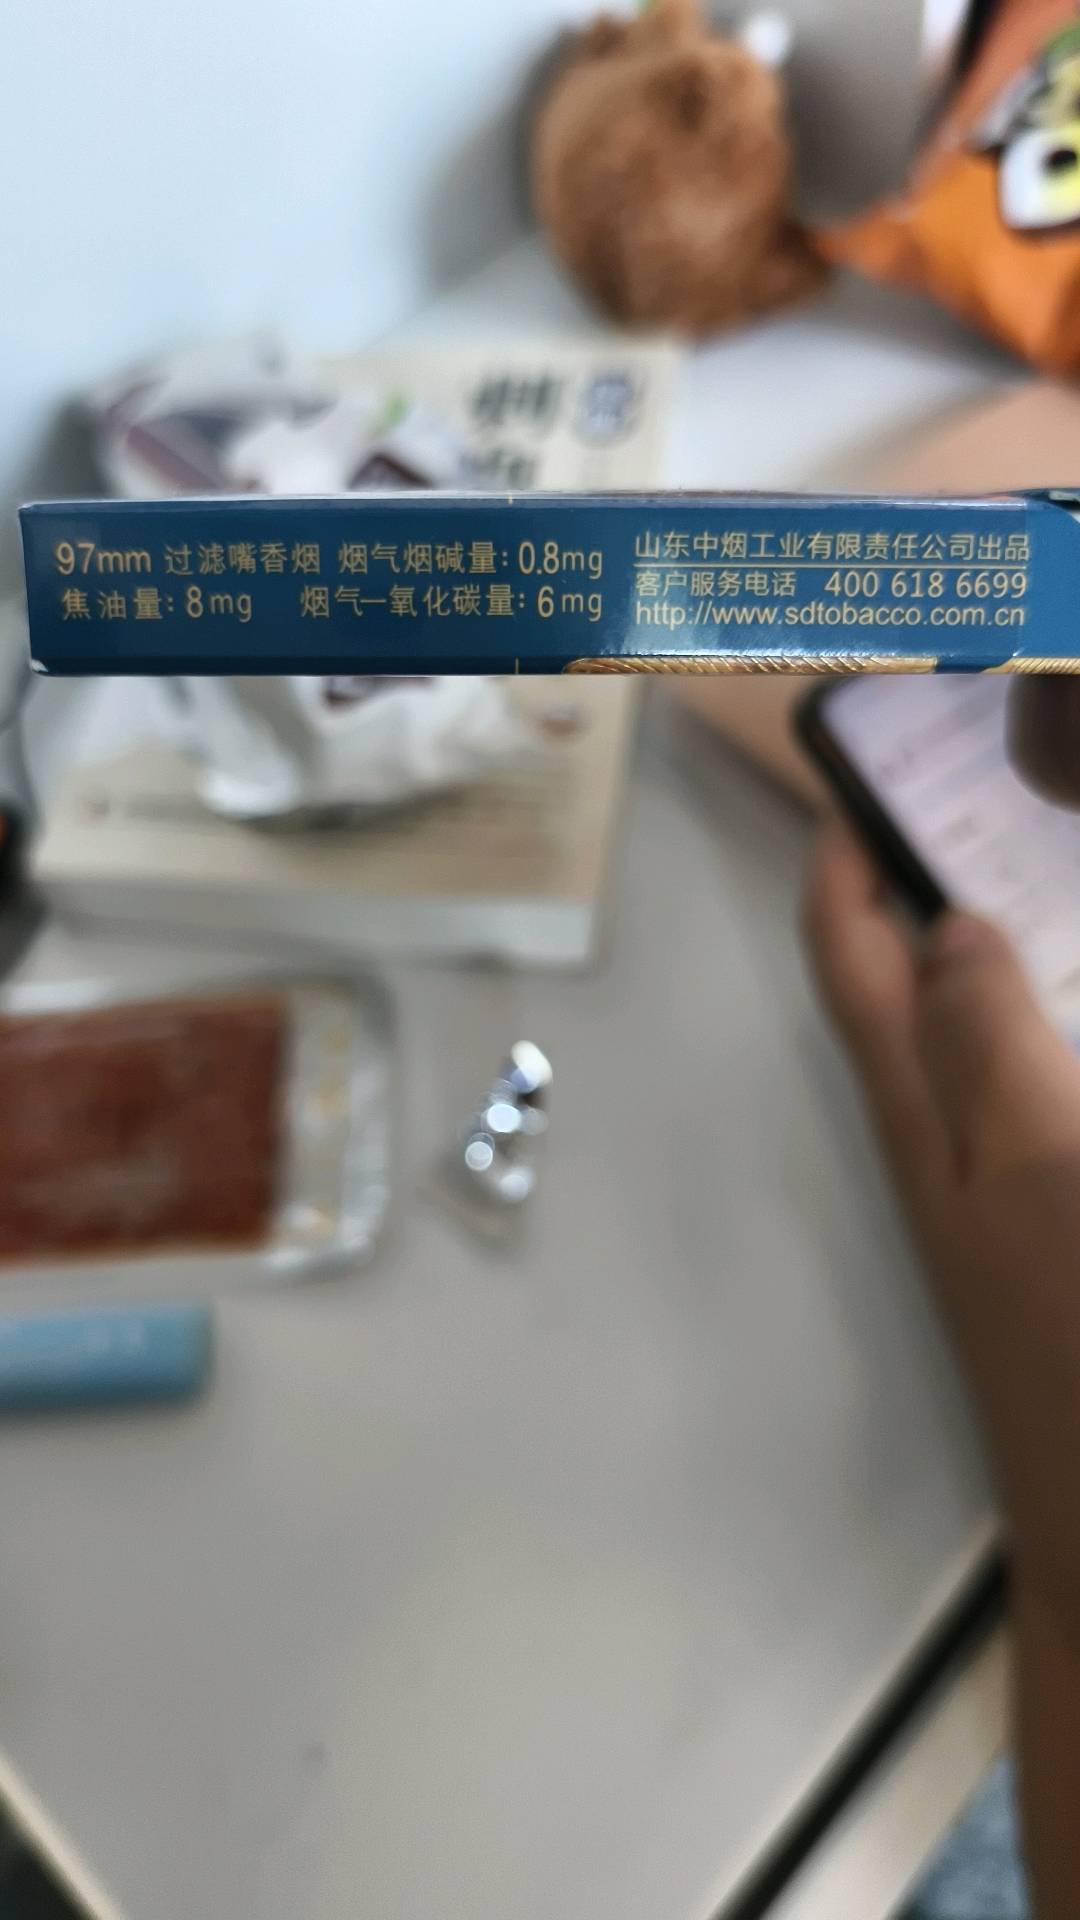 97mm 过滤嘴香烟 烟气烟碱量：0.8mg
焦油量：8mg 烟气一氧化碳量：6mg
山东中烟工业有限责任公司出品
客户服务电话 400 618 6699
http://www.sdtobacco.com.cn